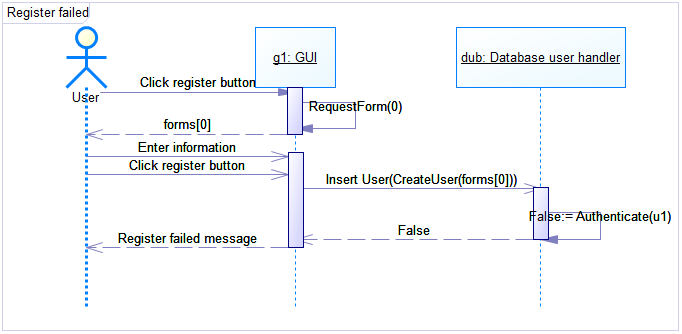 Register failed
g1: GUI
dub: Database user handler
User
Click register button
RequestForm(0)
forms[0]
Enter information
Click register button
Insert User(CreateUser(forms[0]))
False:= Authenticate(u1)
False
Register failed message